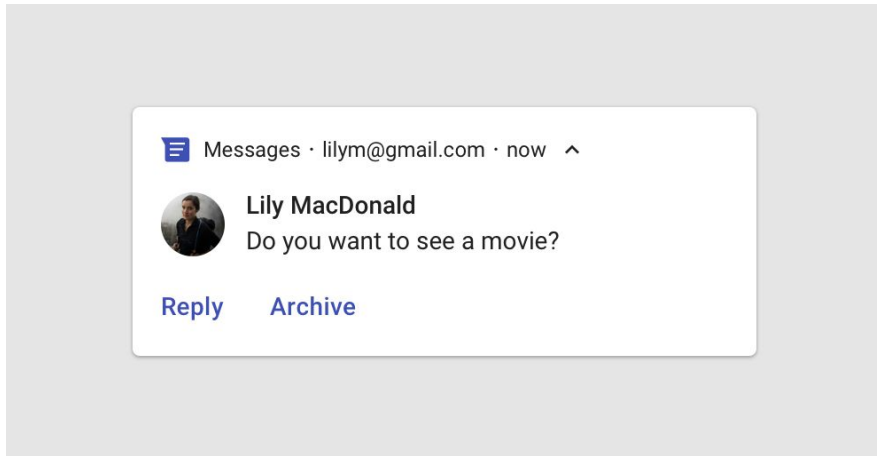 Messages · lilym@gmail.com · now
Lily MacDonald
Do you want to see a movie?
Reply Archive